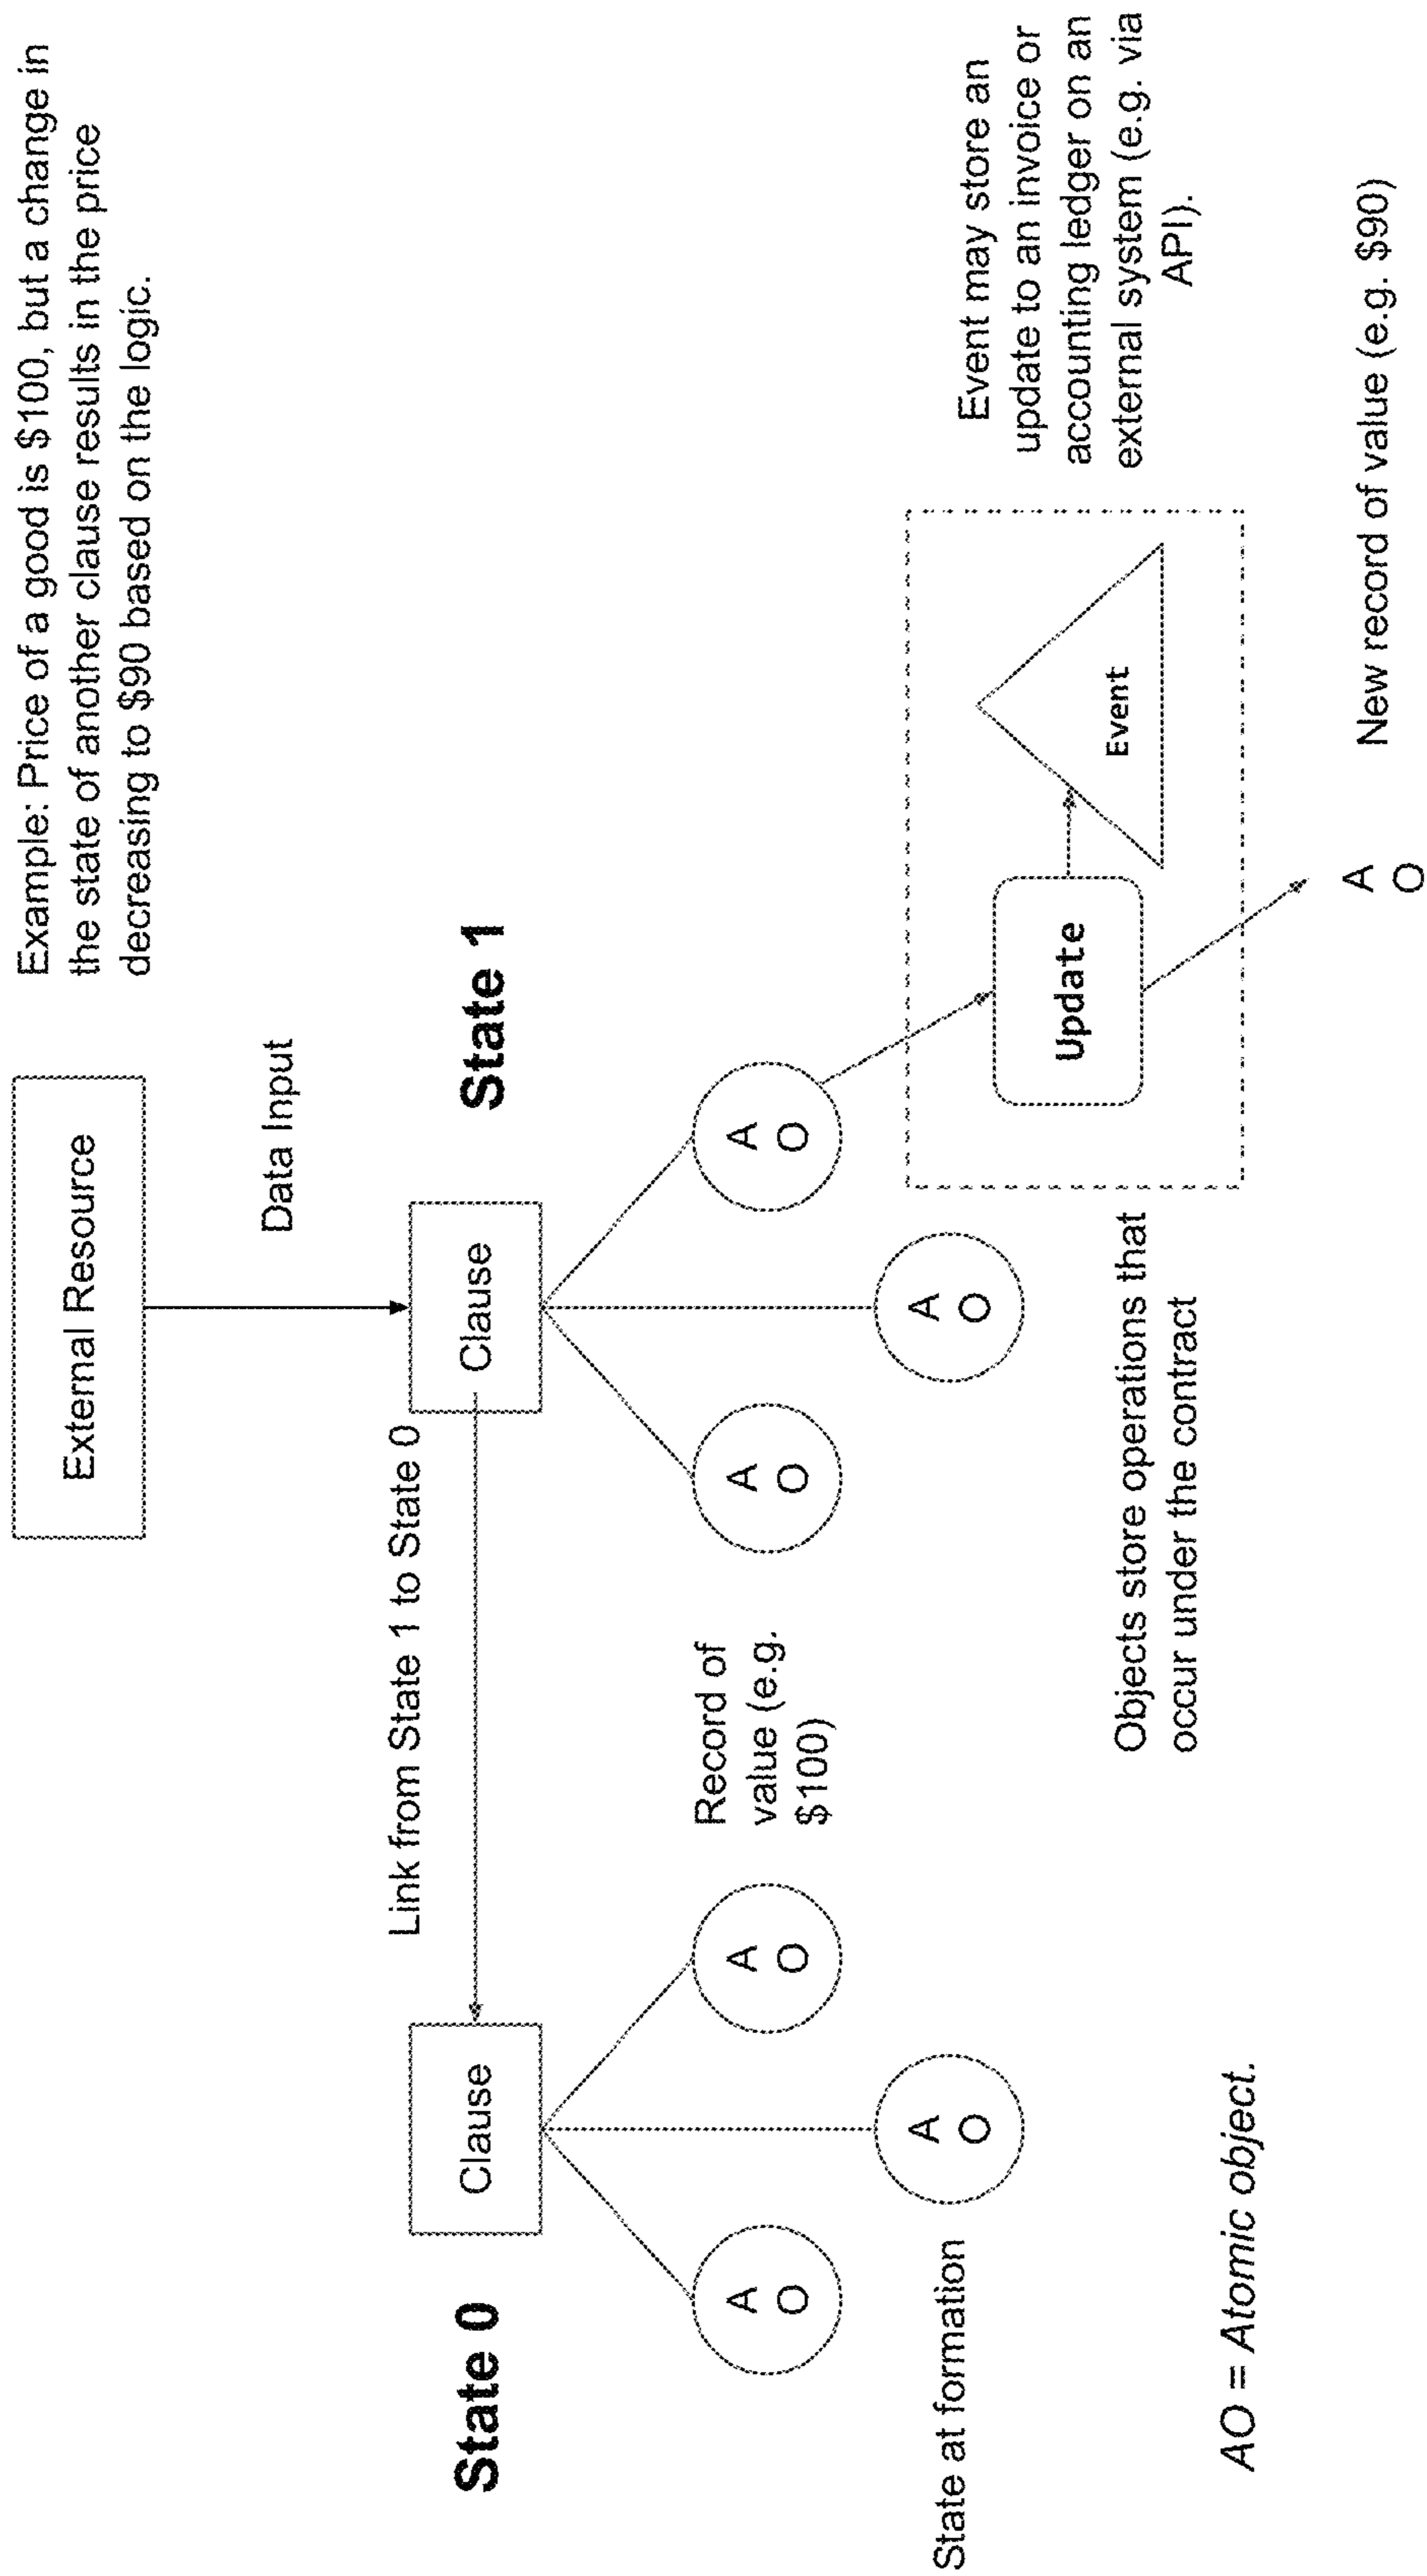 Example: Price of a good is $100, but a change in
the state of another clause results in the price
decreasing to $90 based on the logic.
External Resource
Data Input
Link from State 1 to State 0
State 0
Clause
Clause
State 1
A
O
A
O
Record of
value (e.g.
$100)
A
O
A
O
State at formation
A
O
A
O
Update
Event
Event may store an
update to an invoice or
accounting ledger on an
external system (e.g. via
API).
Objects store operations that
occur under the contract
AO = Atomic object.
A
O
New record of value (e.g. $90)